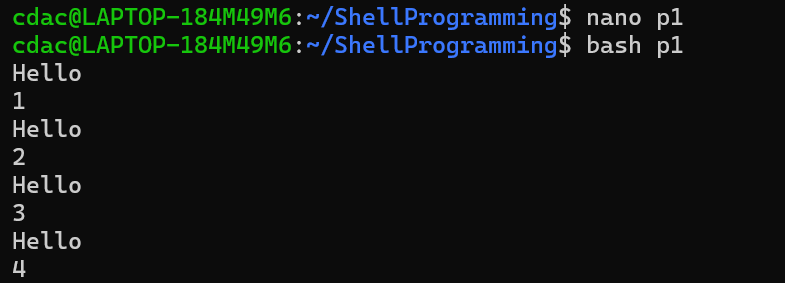 cdac@LAPTOP-184M49M6:~/ShellProgramming$ nano p1
cdac@LAPTOP-184M49M6:~/ShellProgramming$ bash p1
Hello
1
Hello
2
Hello
3
Hello
4